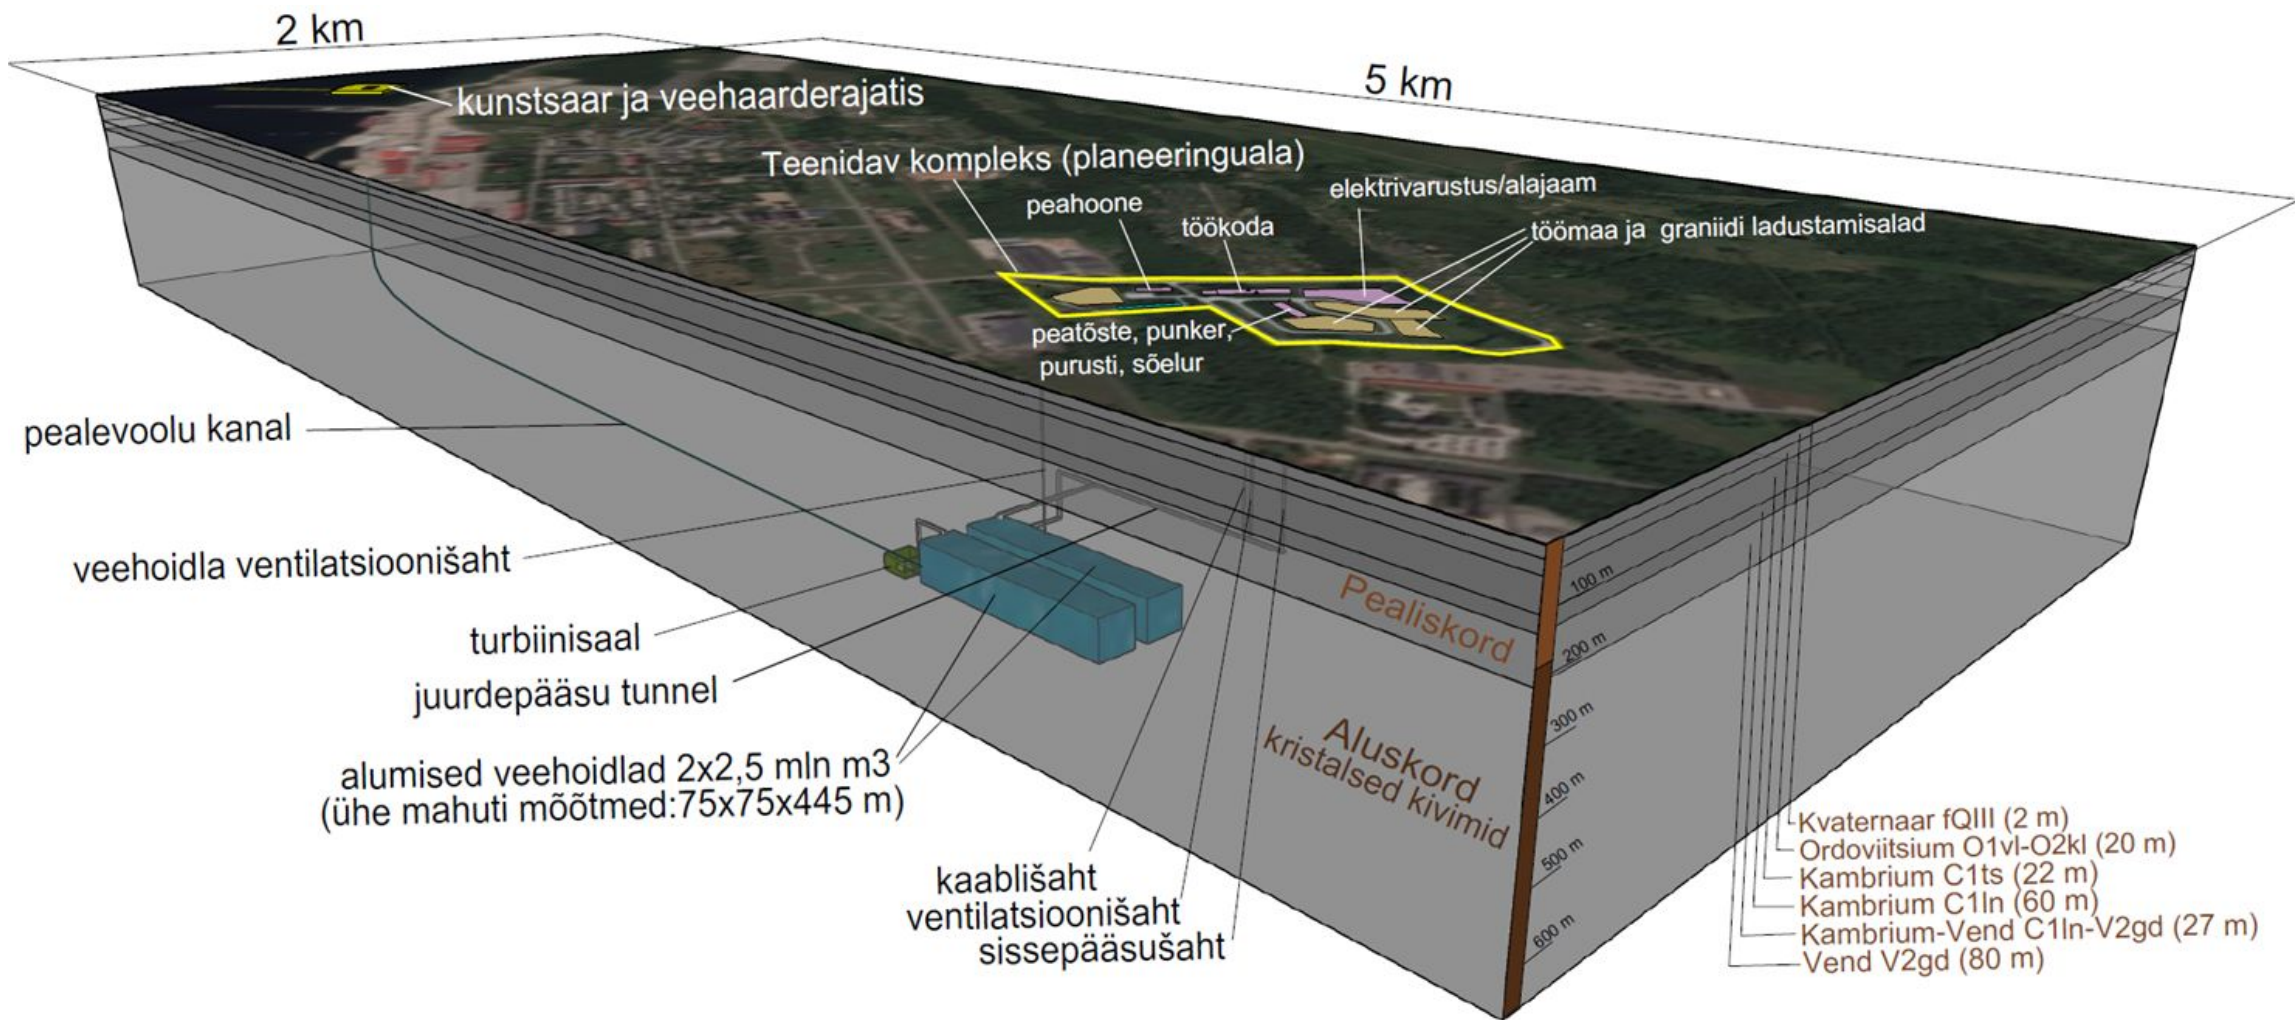 2 km
5 km
kunstsaar ja veehaarderajatis
Teenidav kompleks (planeeringuala)
peahoone
töökoda
elektrivarustus/alajaam
töömaa ja graniidi ladustamisalad
peatõste, punker,
purusti, sõelur
pealevoolu kanal
veehoidla ventilatsioonišaht
turbiinisaal
juurdepääsu tunnel
alumised veehoidlad 2x2,5 mln m3
(ühe mahuti mõõtmed:75x75x445 m)
kaablišaht
ventilatsioonišaht
sissepääsušaht
Pealiskord
Aluskord
kristalsed kivimid
100 m
200 m
300 m
400 m
500 m
600 m
Kvaternaar fQIII (2 m)
Ordoviitsium O1vl-O2kl (20 m)
Kambrium C1ts (22 m)
Kambrium C1ln (60 m)
Kambrium-Vend C1ln-V2gd (27 m)
Vend V2gd (80 m)